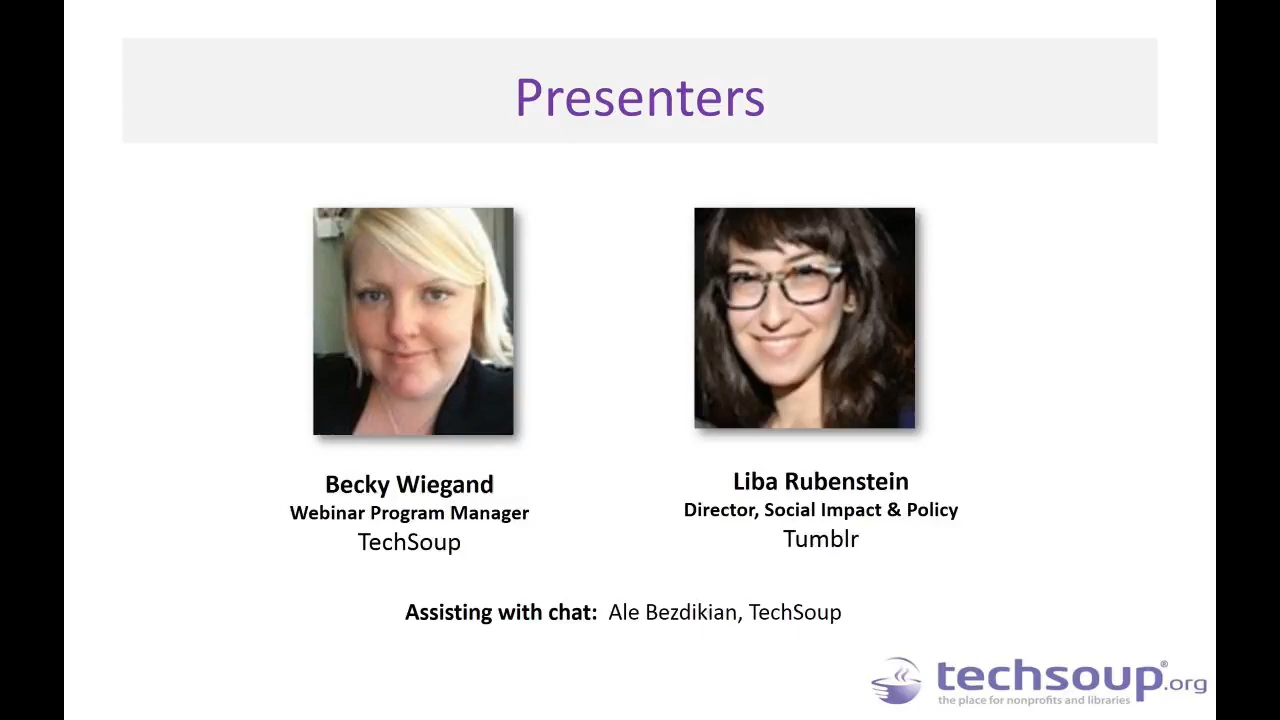 Presenters
Becky Wiegand
Webinar Program Manager
TechSoup
Liba Rubenstein
Director, Social Impact & Policy
Tumblr
Assisting with chat: Ale Bezdikian, TechSoup
techsoup®.org
the place for nonprofits and libraries